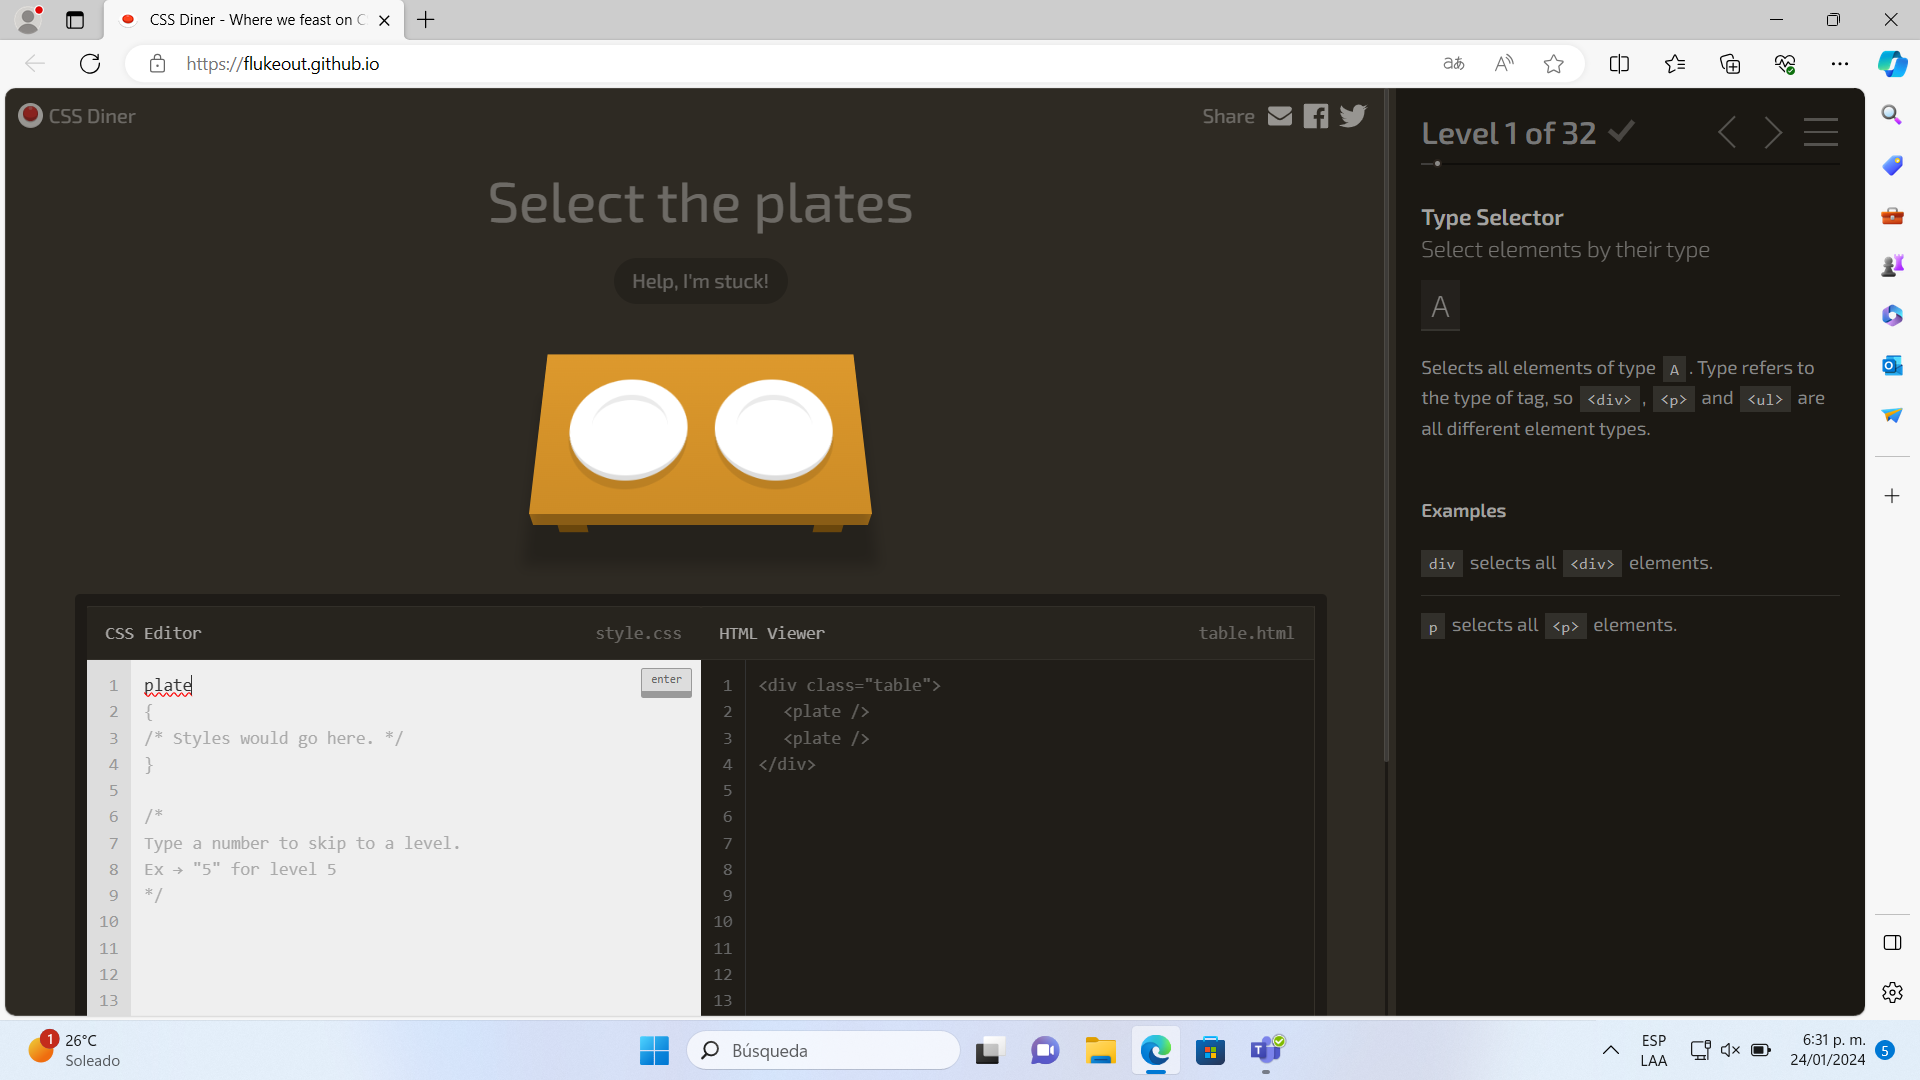 CSS Diner - Where we feast on C
https://flukeout.github.io
CSS Diner
Share
Select the plates
Help, I'm stuck!
CSS Editor
style.css
HTML Viewer
table.html
1 plate
enter
2 {
3 /* Styles would go here. */
4 }
5
6 /*
7 Type a number to skip to a level.
8 Ex → "5" for level 5
9 */
10
11
12
13
1 <div class="table">
2 <plate />
3 <plate />
4 </div>
5
6
7
8
9
10
11
12
13
Level 1 of 32
Type Selector
Select elements by their type
A
Selects all elements of type A . Type refers to
the type of tag, so <div> , <p> and <ul> are
all different element types.
Examples
div selects all <div> elements.
p selects all <p> elements.
1
26°C
Soleado
Búsqueda
ESP
LAA
6:31 p. m.
24/01/2024
5